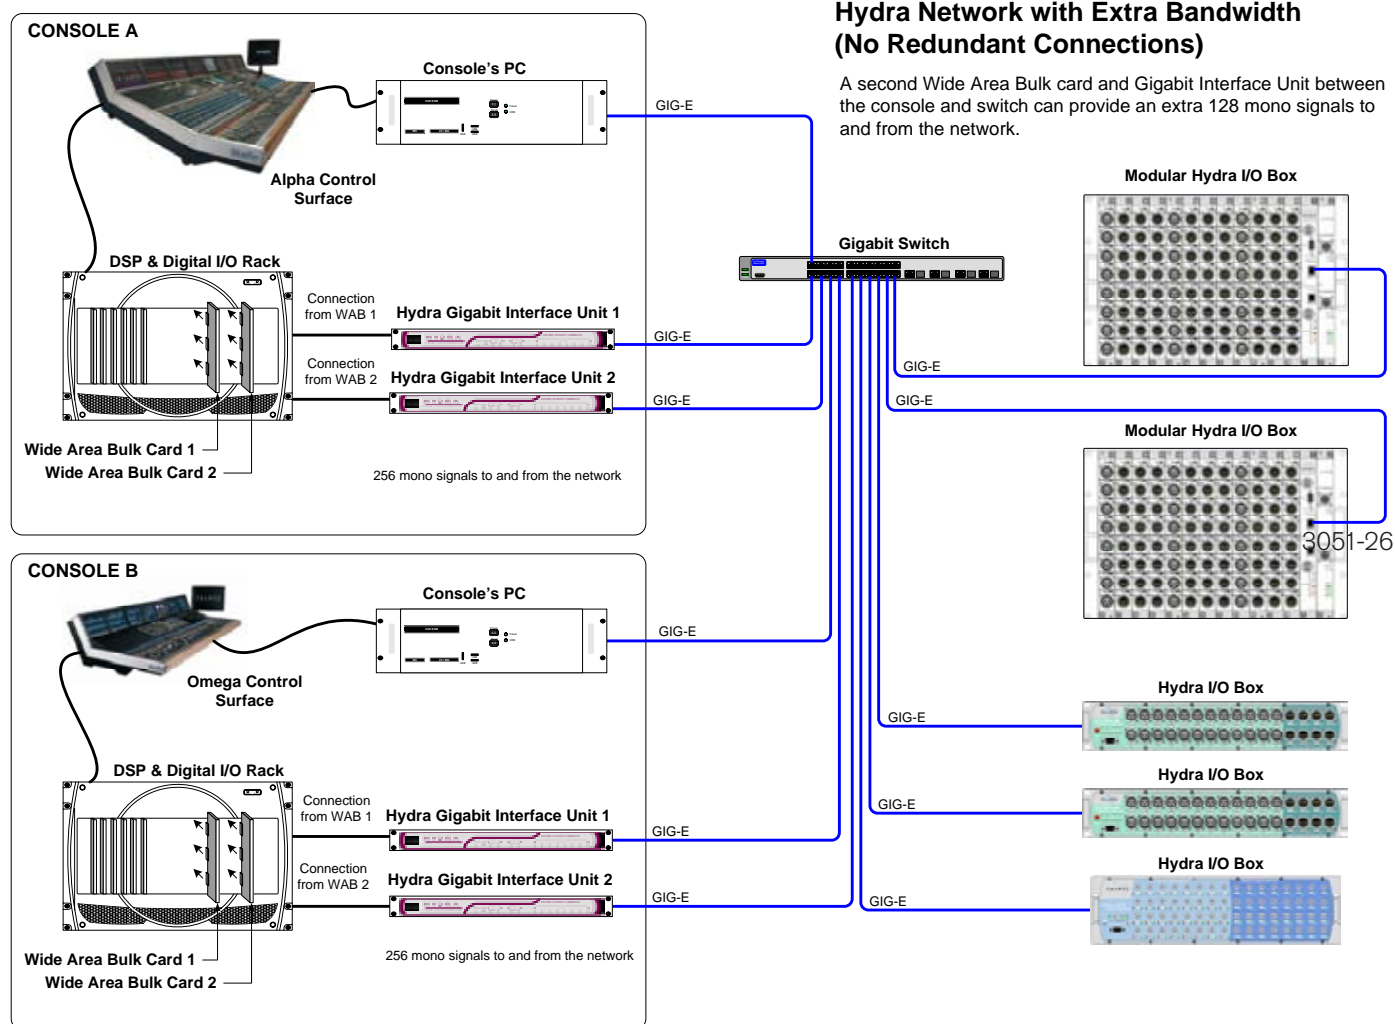 Hydra Network with Extra Bandwidth
(No Redundant Connections)
A second Wide Area Bulk card and Gigabit Interface Unit between
the console and switch can provide an extra 128 mono signals to
and from the network.
CONSOLE A
Console's PC
GIG-E
Alpha Control
Surface
DSP & Digital I/O Rack
Connection
from WAB 1
Hydra Gigabit Interface Unit 1
GIG-E
Connection
from WAB 2
Hydra Gigabit Interface Unit 2
GIG-E
Wide Area Bulk Card 1
Wide Area Bulk Card 2
256 mono signals to and from the network
Gigabit Switch
Modular Hydra I/O Box
GIG-E
GIG-E
Modular Hydra I/O Box
3051-26
CONSOLE B
Console's PC
GIG-E
Omega Control
Surface
DSP & Digital I/O Rack
Connection
from WAB 1
Hydra Gigabit Interface Unit 1
GIG-E
Connection
from WAB 2
Hydra Gigabit Interface Unit 2
GIG-E
Wide Area Bulk Card 1
Wide Area Bulk Card 2
256 mono signals to and from the network
Hydra I/O Box
GIG-E
Hydra I/O Box
GIG-E
Hydra I/O Box
GIG-E